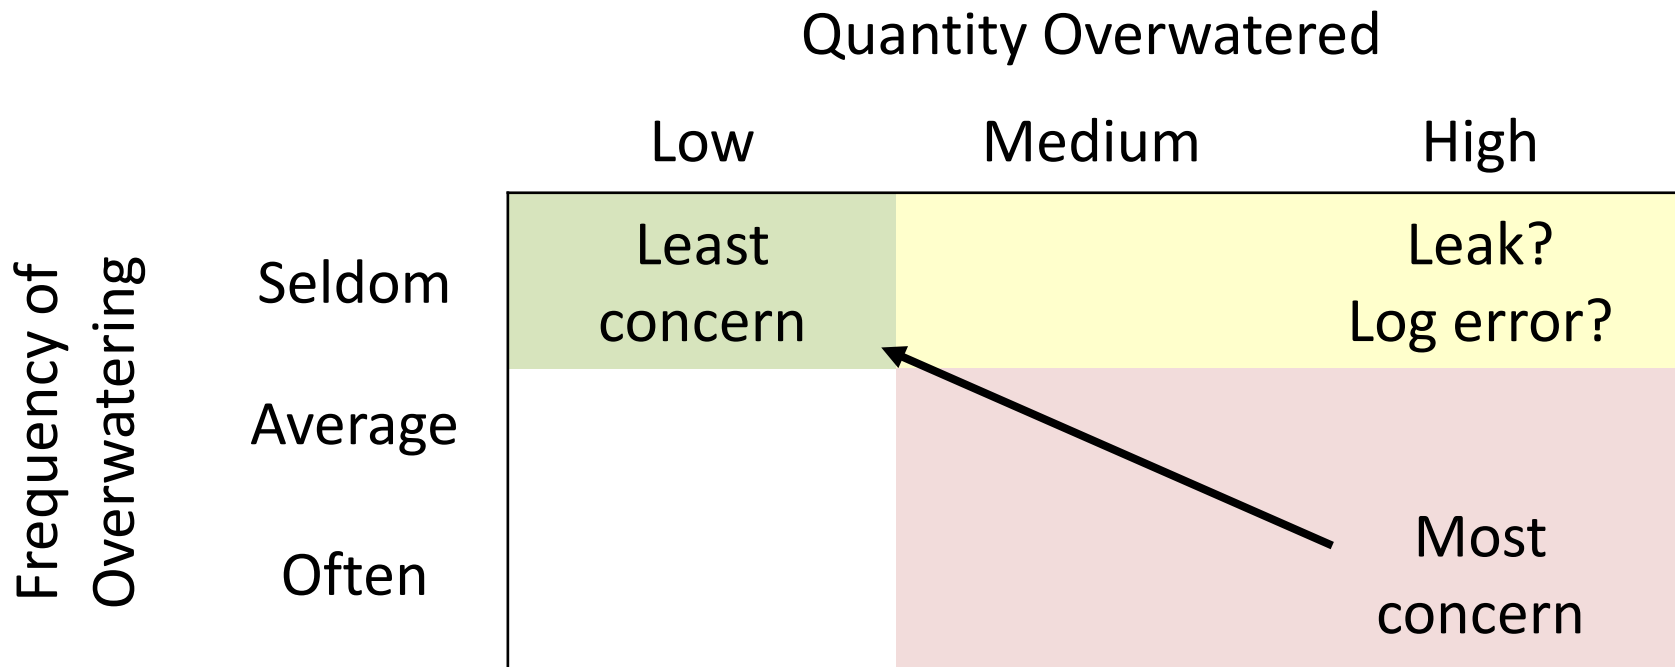 Quantity Overwatered
Low Medium High
Frequency of
Overwatering
Seldom
Least
concern
Leak?
Log error?
Average
Often
Most
concern